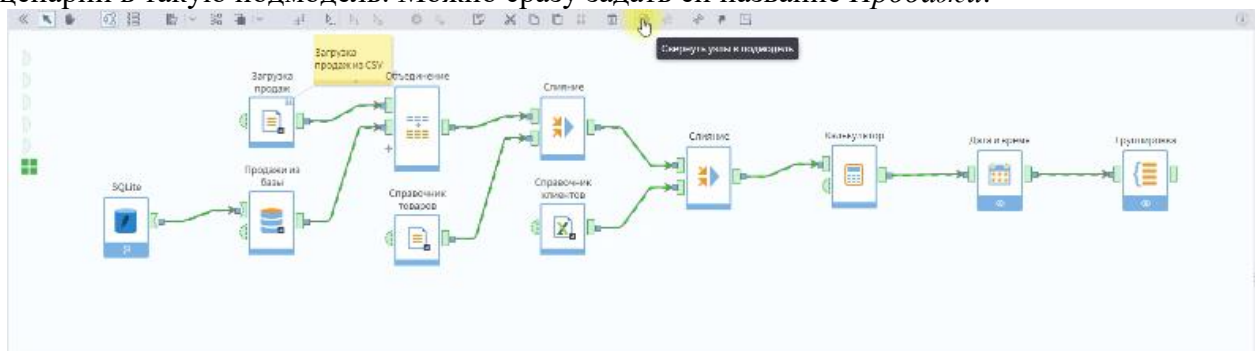 сценарий в такую подмодель. Можно сразу задать ей название Продажи.
Свернуть узлы в подмодель
Загрузка
продаж из CSV
Загрузка
продаж
Объединение
Слияние
Слияние
Калькулятор
Дата и время
Группировка
SQLite
Продажи из
базы
Справочник
товаров
Справочник
клиентов